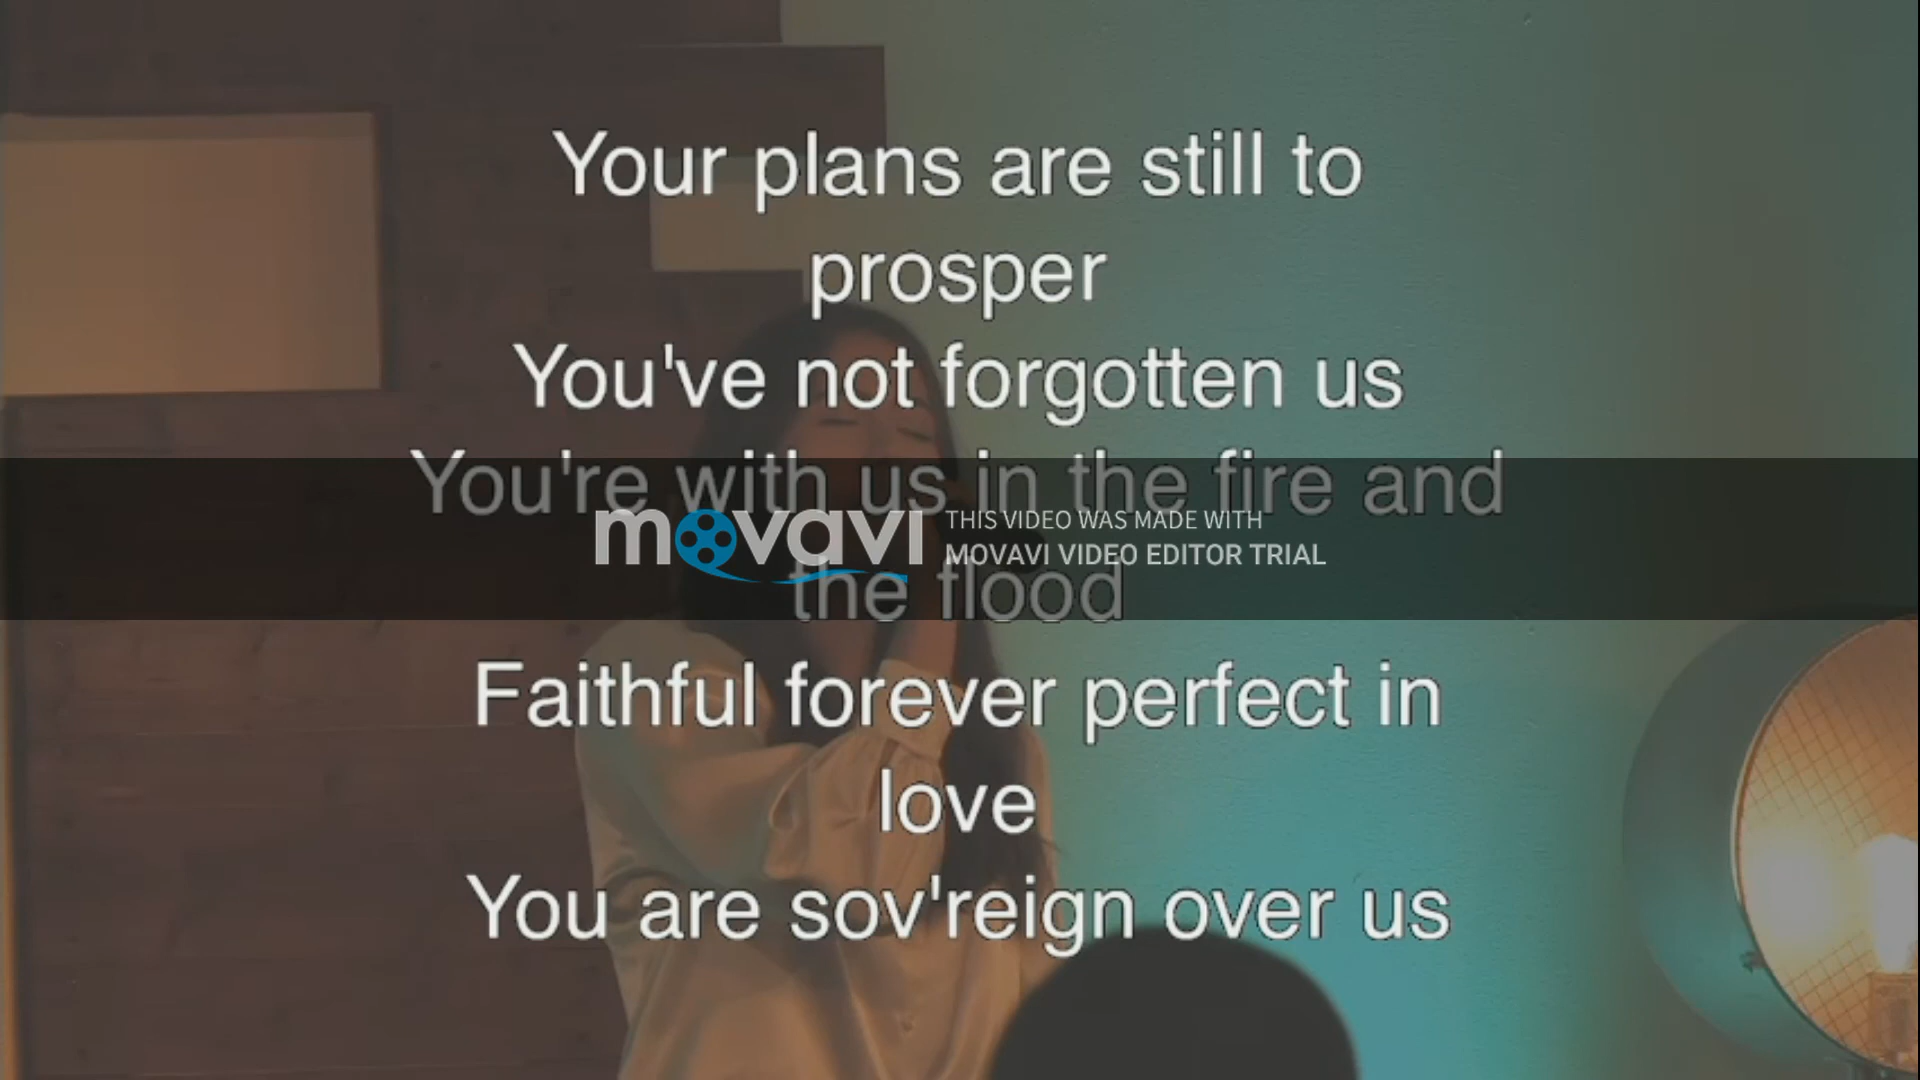 Your plans are still to
prosper
You've not forgotten us
You're with us in the fire and
movavi THIS VIDEO WAS MADE WITH
MOVAVI VIDEO EDITOR TRIAL
the flood
Faithful forever perfect in
love
You are sov'reign over us